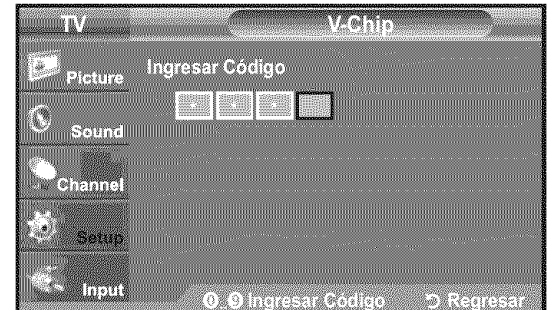 TV
V-Chip
Picture
Ingresar Código
Sound
Channel
Setup
Input
0..9 Ingresar Código
Regresar